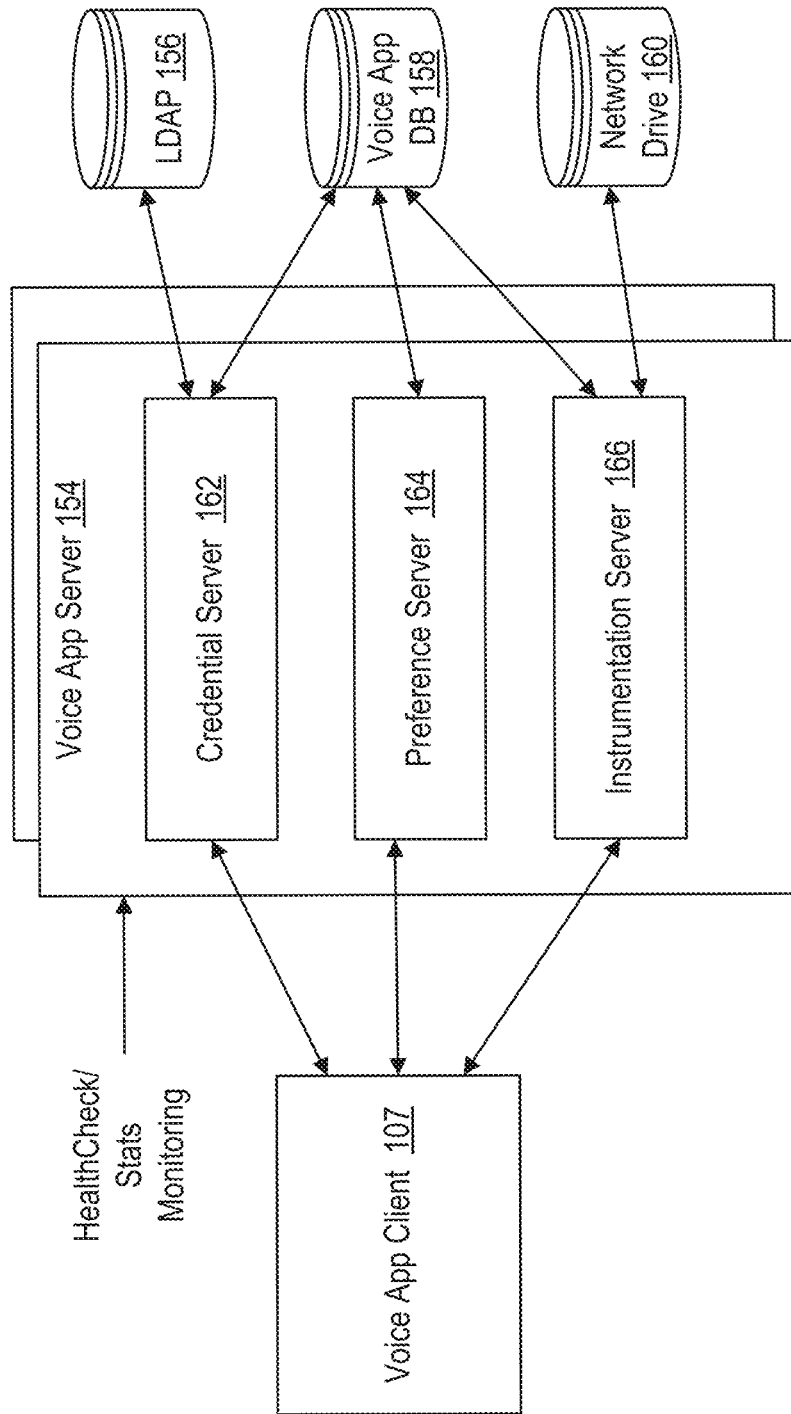 HealthCheck/
Stats
Monitoring
Voice App Client 107
Voice App Server 154
Credential Server 162
Preference Server 164
Instrumentation Server 166
LDAP 156
Voice App
DB 158
Network
Drive 160